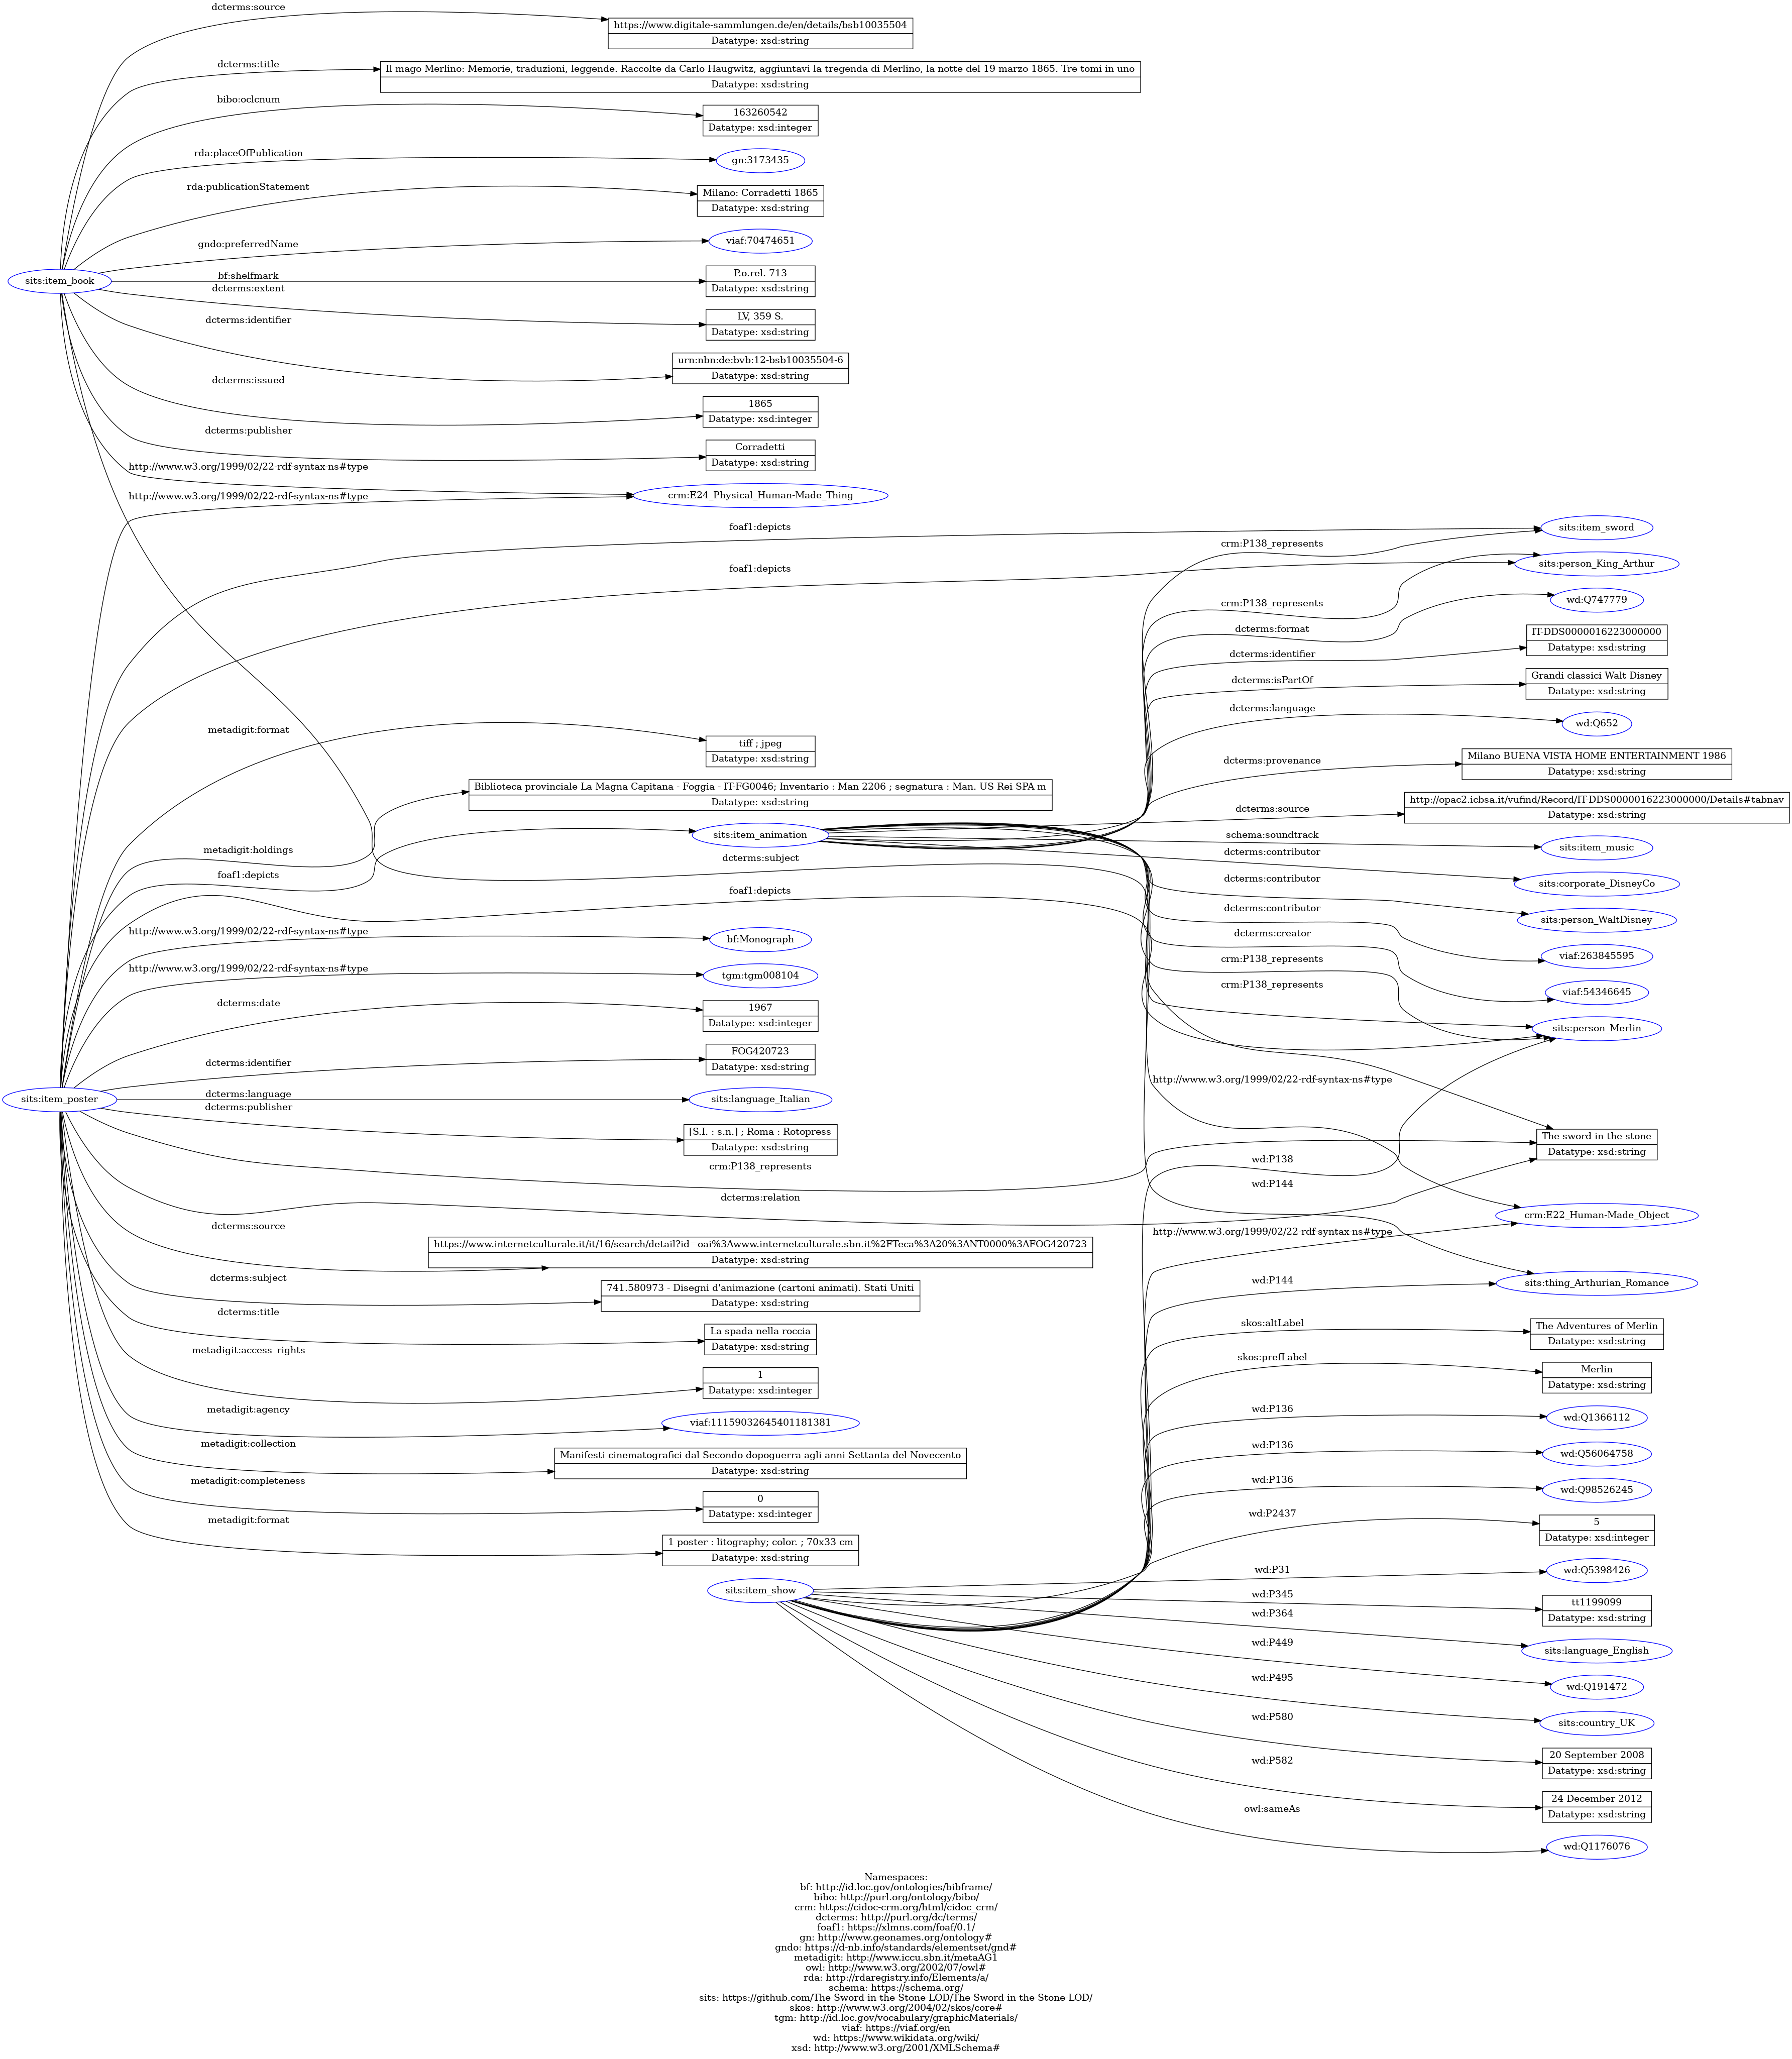 dcterms:source
https://www.digitale-sammlungen.de/en/details/bsb10035504
Datatype: xsd:string
dcterms:title
Il mago Merlino: Memorie, traduzioni, leggende. Raccolte da Carlo Haugwitz, aggiuntavi la tregenda di Merlino, la notte del 19 marzo 1865. Tre tomi in uno
Datatype: xsd:string
bibo:oclcnum
163260542
Datatype: xsd:integer
rda:placeOfPublication
gn:3173435
rda:publicationStatement
Milano: Corradetti 1865
Datatype: xsd:string
gndo:preferredName
viaf:70474651
sits:item_book
bf:shelfmark
P.o.rel. 713
Datatype: xsd:string
dcterms:extent
LV, 359 S.
Datatype: xsd:string
dcterms:identifier
urn:nbn:de:bvb:12-bsb10035504-6
Datatype: xsd:string
dcterms:issued
1865
Datatype: xsd:integer
dcterms:publisher
Corradetti
Datatype: xsd:string
http://www.w3.org/1999/02/22-rdf-syntax-ns#type
http://www.w3.org/1999/02/22-rdf-syntax-ns#type
crm:E24_Physical_Human-Made_Thing
foaf1:depicts
crm:P138_represents
sits:item_sword
foaf1:depicts
sits:person_King_Arthur
crm:P138_represents
wd:Q747779
dcterms:format
IT-DDS0000016223000000
Datatype: xsd:string
dcterms:identifier
dcterms:isPartOf
Grandi classici Walt Disney
Datatype: xsd:string
dcterms:language
wd:Q652
metadigit:format
tiff ; jpeg
Datatype: xsd:string
dcterms:provenance
Milano BUENA VISTA HOME ENTERTAINMENT 1986
Datatype: xsd:string
Biblioteca provinciale La Magna Capitana - Foggia - IT-FG0046; Inventario : Man 2206 ; segnatura : Man. US Rei SPA m
Datatype: xsd:string
dcterms:source
http://opac2.icbsa.it/vufind/Record/IT-DDS0000016223000000/Details#tabnav
Datatype: xsd:string
sits:item_animation
schema:soundtrack
sits:item_music
metadigit:holdings
dcterms:subject
dcterms:contributor
sits:corporate_DisneyCo
foaf1:depicts
foaf1:depicts
dcterms:contributor
sits:person_WaltDisney
dcterms:contributor
http://www.w3.org/1999/02/22-rdf-syntax-ns#type
bf:Monograph
dcterms:creator
viaf:263845595
http://www.w3.org/1999/02/22-rdf-syntax-ns#type
tgm:tgm008104
crm:P138_represents
crm:P138_represents
viaf:54346645
dcterms:date
1967
Datatype: xsd:integer
sits:person_Merlin
dcterms:identifier
FOG420723
Datatype: xsd:string
http://www.w3.org/1999/02/22-rdf-syntax-ns#type
sits:item_poster
dcterms:language
sits:language_Italian
dcterms:publisher
[S.I. : s.n.] ; Roma : Rotopress
Datatype: xsd:string
The sword in the stone
Datatype: xsd:string
crm:P138_represents
wd:P138
wd:P144
dcterms:relation
crm:E22_Human-Made_Object
dcterms:source
http://www.w3.org/1999/02/22-rdf-syntax-ns#type
https://www.internetculturale.it/it/16/search/detail?id=oai%3Awww.internetculturale.sbn.it%2FTeca%3A20%3ANT0000%3AFOG420723
Datatype: xsd:string
dcterms:subject
741.580973 - Disegni d'animazione (cartoni animati). Stati Uniti
Datatype: xsd:string
wd:P144
sits:thing_Arthurian_Romance
dcterms:title
La spada nella roccia
Datatype: xsd:string
skos:altLabel
The Adventures of Merlin
Datatype: xsd:string
metadigit:access_rights
1
Datatype: xsd:integer
skos:prefLabel
Merlin
Datatype: xsd:string
metadigit:agency
viaf:11159032645401181381
wd:P136
wd:Q1366112
metadigit:collection
Manifesti cinematografici dal Secondo dopoguerra agli anni Settanta del Novecento
Datatype: xsd:string
wd:P136
wd:Q56064758
metadigit:completeness
0
Datatype: xsd:integer
wd:P136
wd:Q98526245
metadigit:format
1 poster : litography; color. ; 70x33 cm
Datatype: xsd:string
wd:P2437
5
Datatype: xsd:integer
sits:item_show
wd:P31
wd:Q5398426
wd:P345
tt1199099
Datatype: xsd:string
wd:P364
sits:language_English
wd:P449
wd:Q191472
wd:P495
sits:country_UK
wd:P580
20 September 2008
Datatype: xsd:string
wd:P582
24 December 2012
Datatype: xsd:string
owl:sameAs
wd:Q1176076
Namespaces:
bf: http://id.loc.gov/ontologies/bibframe/
bibo: http://purl.org/ontology/bibo/
crm: https://cidoc-crm.org/html/cidoc_crm/
dcterms: http://purl.org/dc/terms/
foaf1: https://xlmns.com/foaf/0.1/
gn: http://www.geonames.org/ontology#
gndo: https://d-nb.info/standards/elementset/gnd#
metadigit: http://www.iccu.sbn.it/metaAG1
owl: http://www.w3.org/2002/07/owl#
rda: http://rdaregistry.info/Elements/a/
schema: https://schema.org/
sits: https://github.com/The-Sword-in-the-Stone-LOD/The-Sword-in-the-Stone-LOD/
skos: http://www.w3.org/2004/02/skos/core#
tgm: http://id.loc.gov/vocabulary/graphicMaterials/
viaf: https://viaf.org/en
wd: https://www.wikidata.org/wiki/
xsd: http://www.w3.org/2001/XMLSchema#